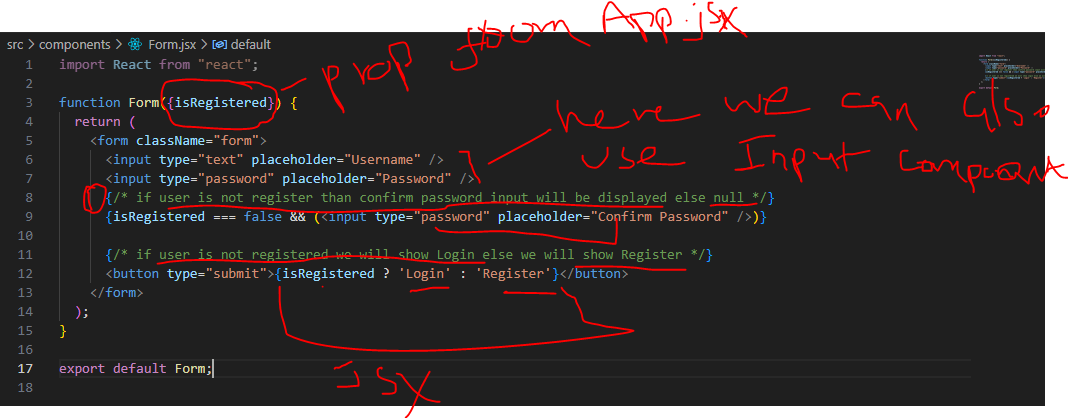 prop from App.jsx
src > components > Form.jsx > default
1 import React from "react";
2
3 function Form({isRegistered}) {
4 return (
5 <form className="form">
6 <input type="text" placeholder="Username" />
7 <input type="password" placeholder="Password" />
here we can also
use Input component
8 {/* if user is not register than confirm password input will be displayed else null */}
9 {isRegistered === false && (<input type="password" placeholder="Confirm Password" />)}
10
11 {/* if user is not registered we will show Login else we will show Register */}
12 <button type="submit">{isRegistered ? 'Login' : 'Register'}</button>
13 </form>
14 );
15 }
16
17 export default Form;
18
JSX